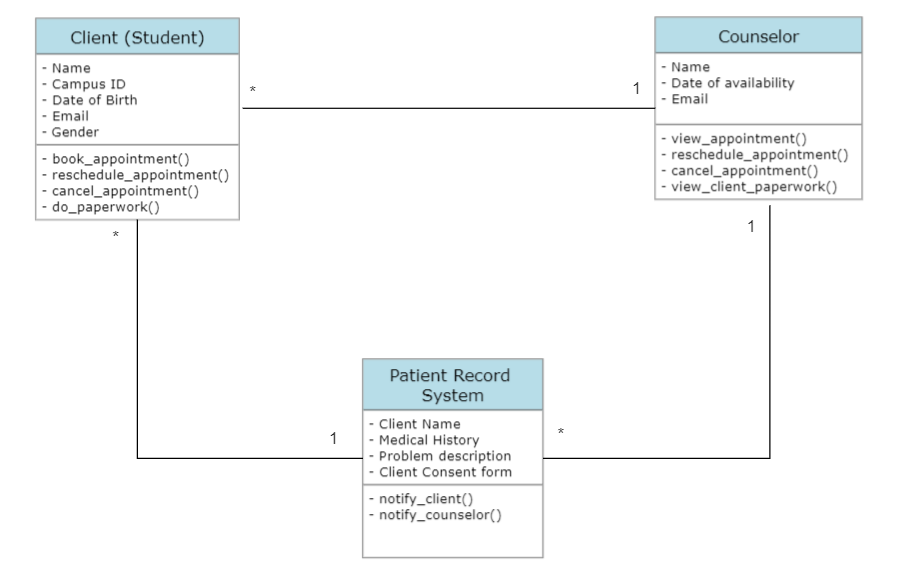 Client (Student)
- Name
- Campus ID
- Date of Birth
- Email
- Gender
- book_appointment()
- reschedule_appointment()
- cancel_appointment()
- do_paperwork()
*
1
Counselor
- Name
- Date of availability
- Email
- view_appointment()
- reschedule_appointment()
- cancel_appointment()
- view_client_paperwork()
*
1
Patient Record
System
- Client Name
- Medical History
- Problem description
- Client Consent form
- notify_client()
- notify_counselor()
1
*